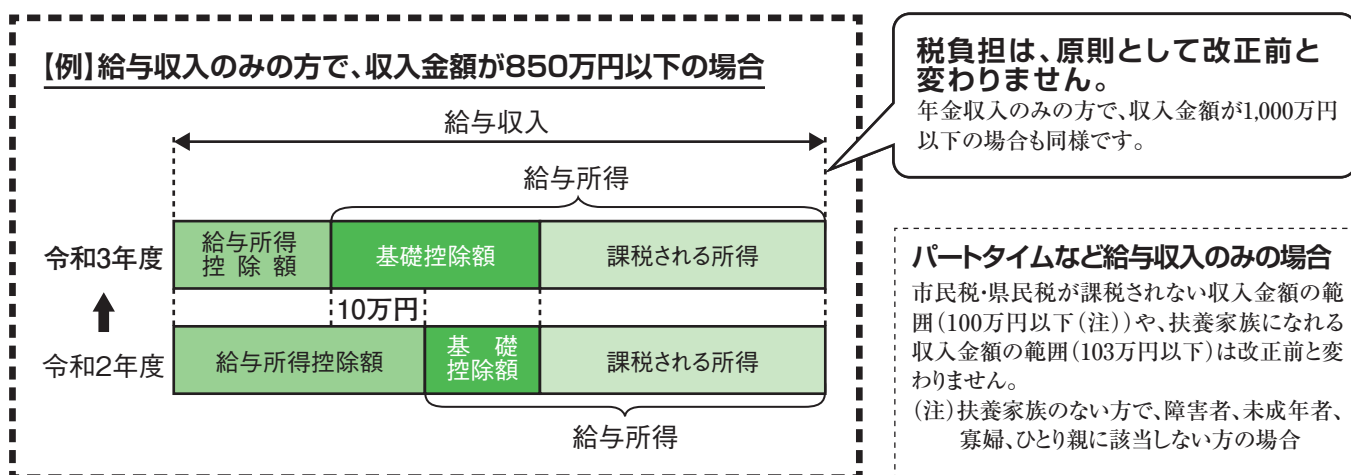 【例】給与収入のみの方で、収入金額が850万円以下の場合
給与収入
給与所得
令和3年度
給与所得
控除額
基礎控除額
課税される所得
10万円
令和2年度
給与所得控除額
基礎
控除額
課税される所得
給与所得
税負担は、原則として改正前と
変わりません。
年金収入のみの方で、収入金額が1,000万円
以下の場合も同様です。
パートタイムなど給与収入のみの場合
市民税・県民税が課税されない収入金額の範
囲(100万円以下(注))や、扶養家族になれる
収入金額の範囲(103万円以下)は改正前と変
わりません。
(注)扶養家族のない方で、障害者、未成年者、
寡婦、ひとり親に該当しない方の場合